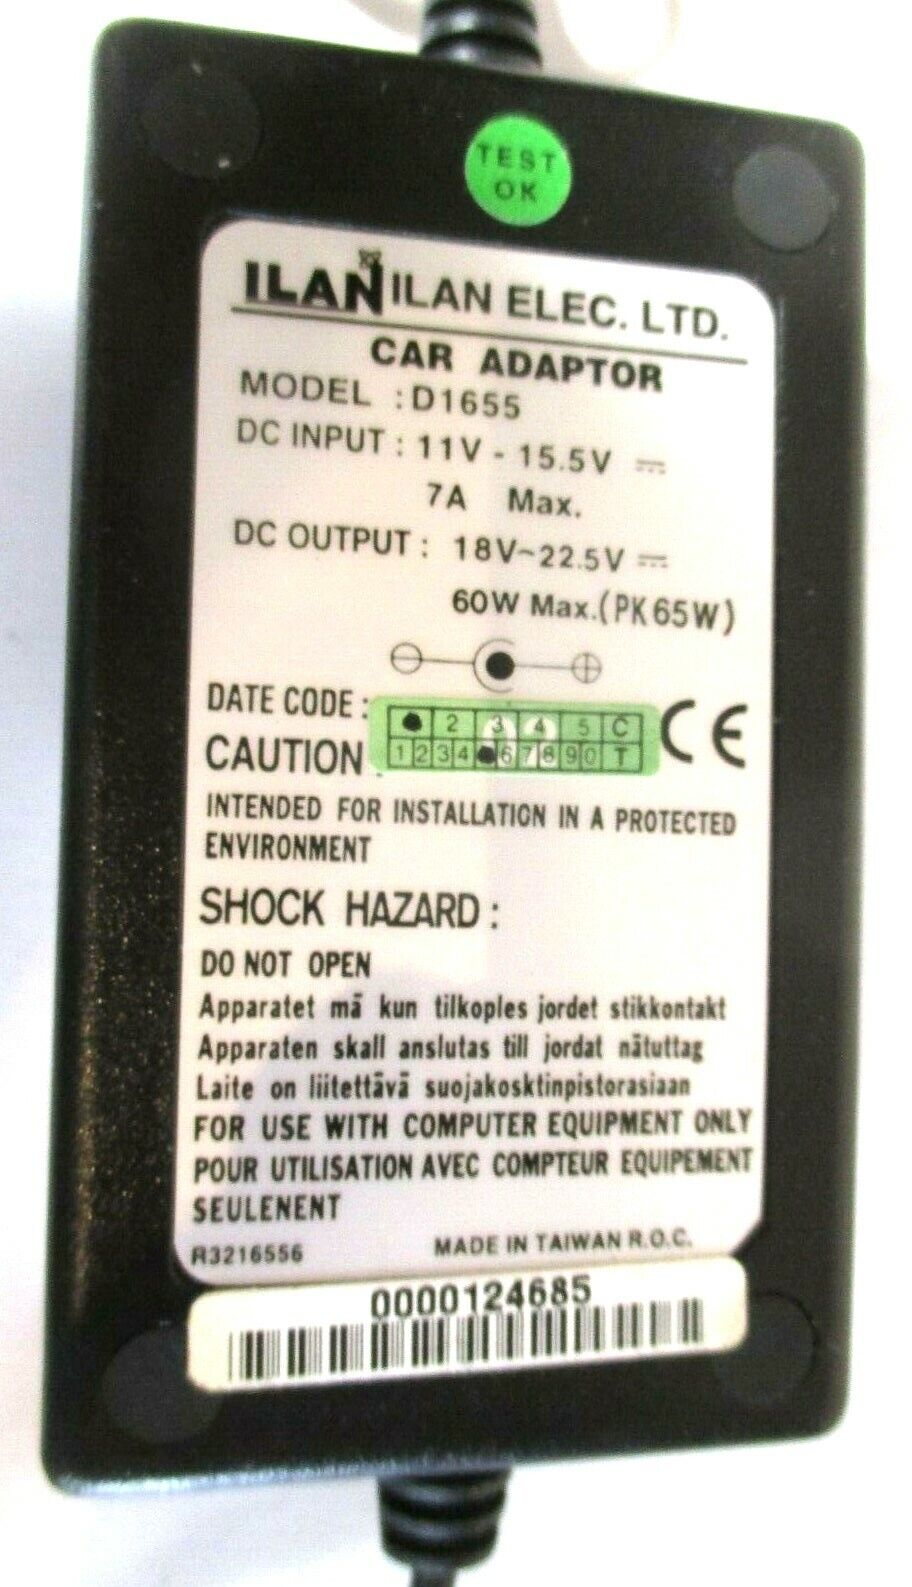 TEST
OK
ILAN ILAN ELEC. LTD.
CAR ADAPTOR
MODEL : D1655
DC INPUT : 11V - 15.5V
7A Max.
DC OUTPUT : 18V~22.5V
60W Max.(PK65W)
DATE CODE :
2 3 4 5 C
1 2 3 4 6 7 8 9 0 T
CE
CAUTION :
INTENDED FOR INSTALLATION IN A PROTECTED
ENVIRONMENT
SHOCK HAZARD :
DO NOT OPEN
Apparatet mā kun tilkoples jordet stikkontakt
Apparaten skall anslutas till jordat nätuttag
Laite on liitettävä suojakosktinpistorasiaan
FOR USE WITH COMPUTER EQUIPMENT ONLY
POUR UTILISATION AVEC COMPTEUR EQUIPEMENT
SEULENENT
R3216556 MADE IN TAIWAN R.O.C.
0000124685